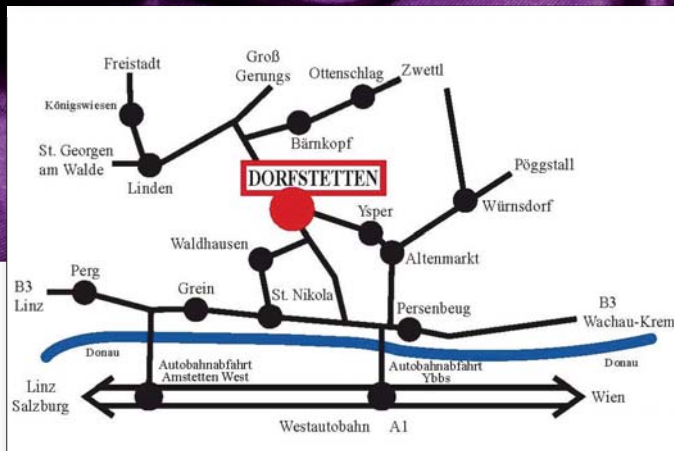 Freistadt
Groß
Gerungs
Ottenschlag
Zwettl
Königswiesen
Bärnkopf
St. Georgen
am Walde
Linden
Pöggstall
DORFSTETTEN
Würnsdorf
Ysper
Waldhausen
Altenmarkt
Perg
B3
Linz
Grein
St. Nikola
Persenbeug
B3
Wachau-Krem
Donau
Autobahnabfahrt
Amstetten West
Autobahnabfahrt
Ybbs
Donau
Linz
Salzburg
Wien
Westautobahn A1